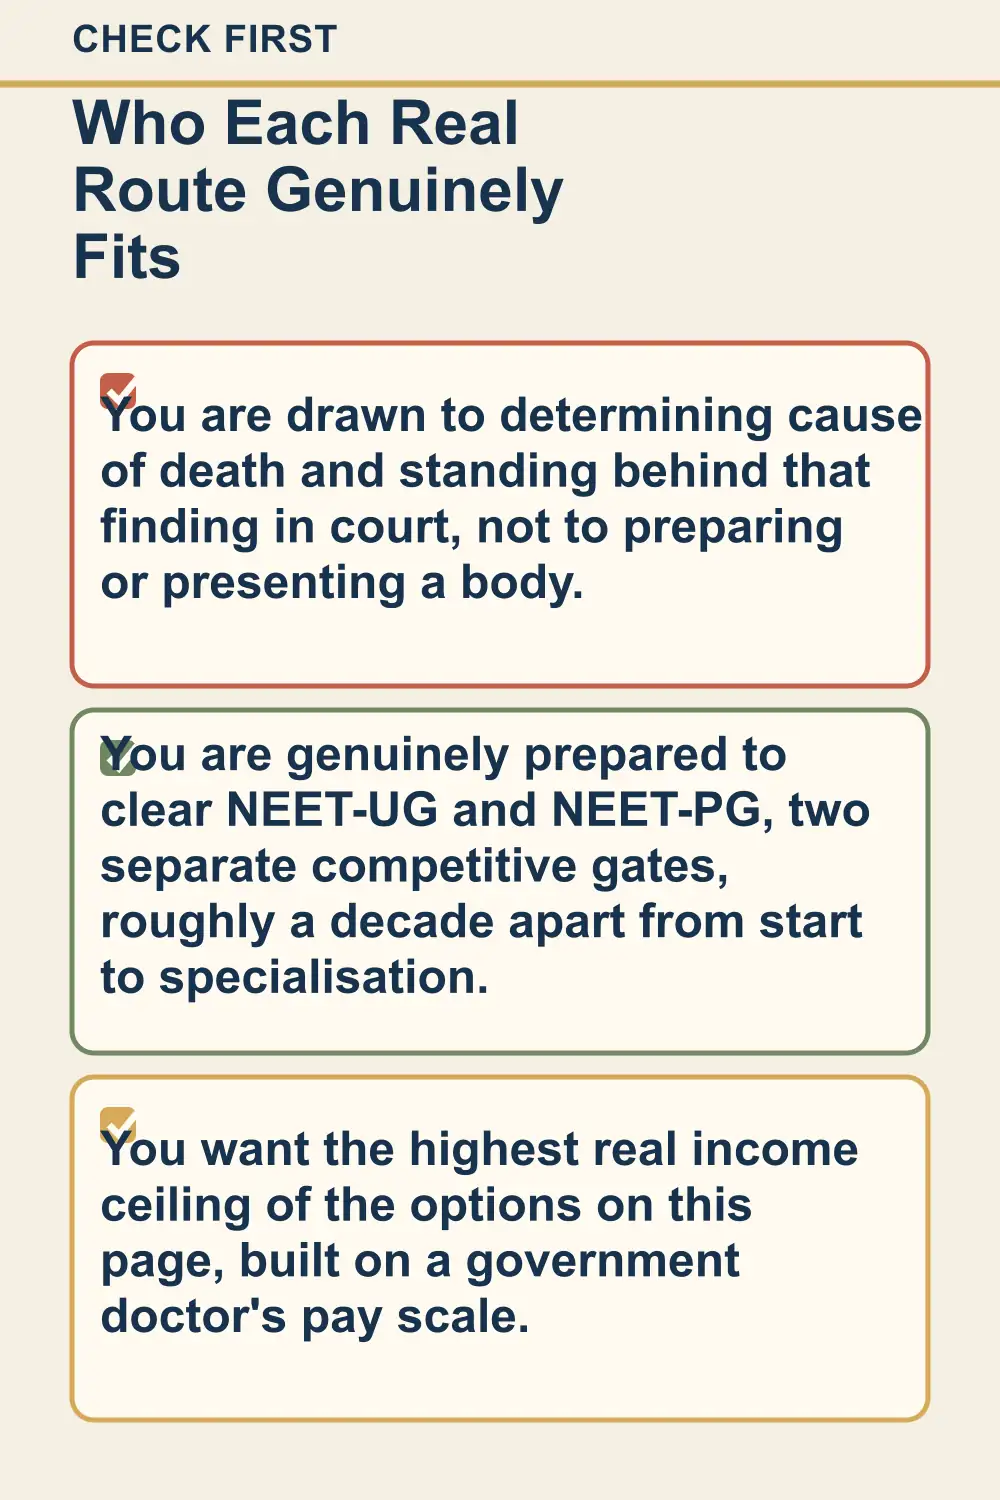 CHECK FIRST
Who Each Real
Route Genuinely
Fits
You are drawn to determining cause
of death and standing behind that
finding in court, not to preparing
or presenting a body.
You are genuinely prepared to
clear NEET-UG and NEET-PG, two
separate competitive gates,
roughly a decade apart from start
to specialisation.
You want the highest real income
ceiling of the options on this
page, built on a government
doctor's pay scale.